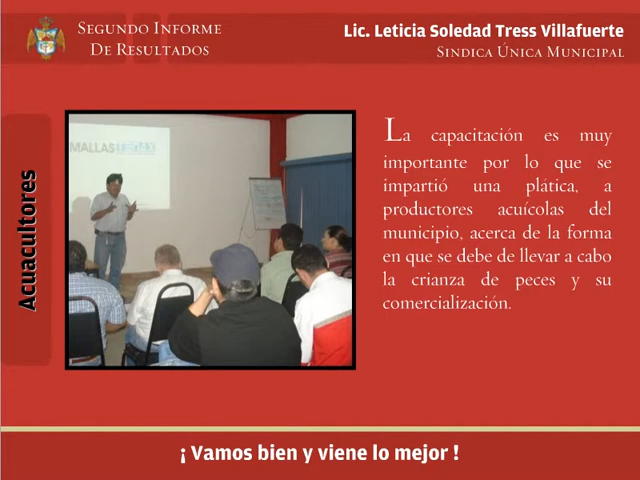 SEGUNDO INFORME
DE RESULTADOS
Lic. Leticia Soledad Tress Villafuerte
SINDICA ÚNICA MUNICIPAL
Acuacultores
MALLAS TENAX
La capacitación es muy
importante por lo que se
impartió una plática, a
productores acuícolas del
municipio, acerca de la forma
en que se debe de llevar a cabo
la crianza de peces y su
comercialización.
¡ Vamos bien y viene lo mejor !